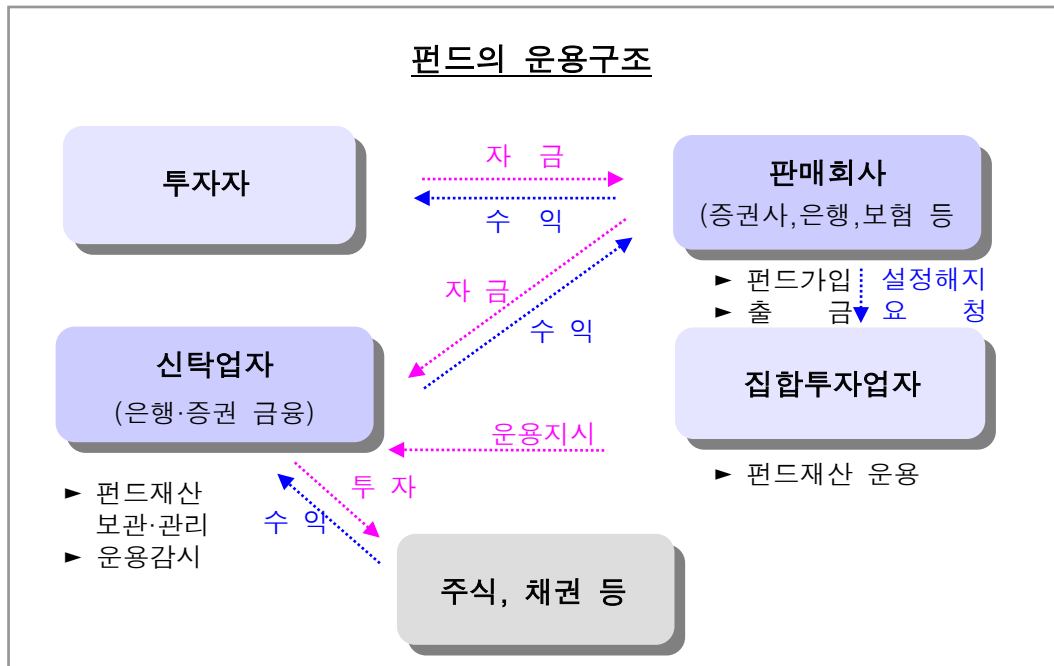 펀드의 운용구조
투자자
자 금
수 익
판매회사
(증권사,은행,보험 등
► 펀드가입
► 출 금
설정해지
요 청
자 금
수 익
신탁업자
(은행·증권 금융)
집합투자업자
운용지시
► 펀드재산 운용
► 펀드재산
보관·관리
► 운용감시
투 자
수 익
주식, 채권 등